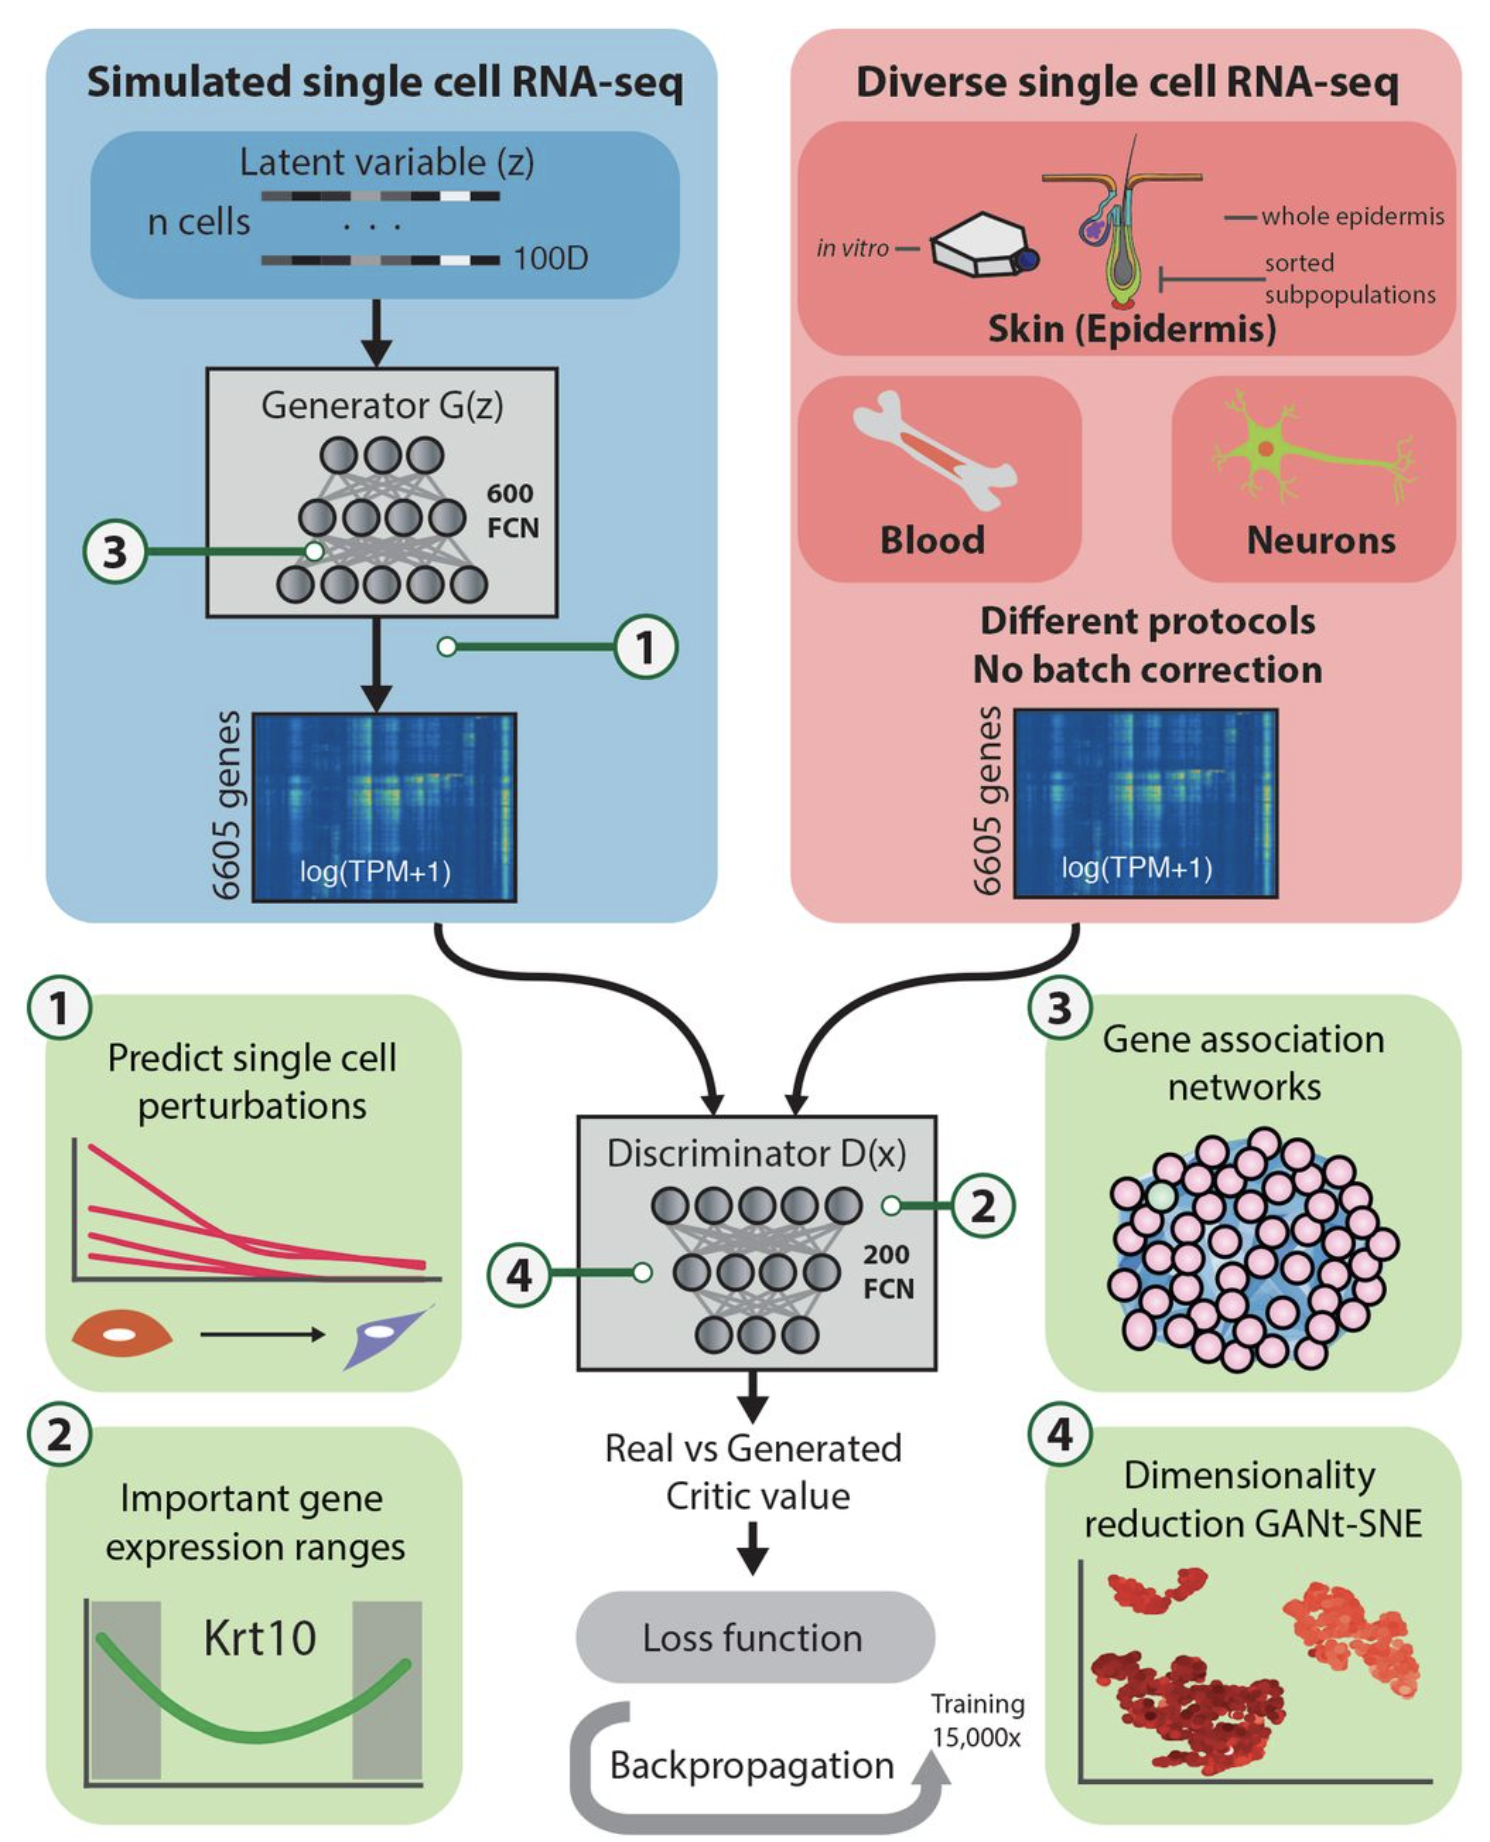 Simulated single cell RNA-seq
Latent variable (z)
n cells
. . .
100D
Generator G(z)
600
FCN
3
1
6605 genes
log(TPM+1)
Diverse single cell RNA-seq
in vitro
whole epidermis
sorted
subpopulations
Skin (Epidermis)
Blood
Neurons
Different protocols
No batch correction
6605 genes
log(TPM+1)
1
Predict single cell
perturbations
2
Important gene
expression ranges
Krt10
Discriminator D(x)
2
4
200
FCN
Real vs Generated
Critic value
Loss function
Training
15,000x
Backpropagation
3
Gene association
networks
4
Dimensionality
reduction GANt-SNE